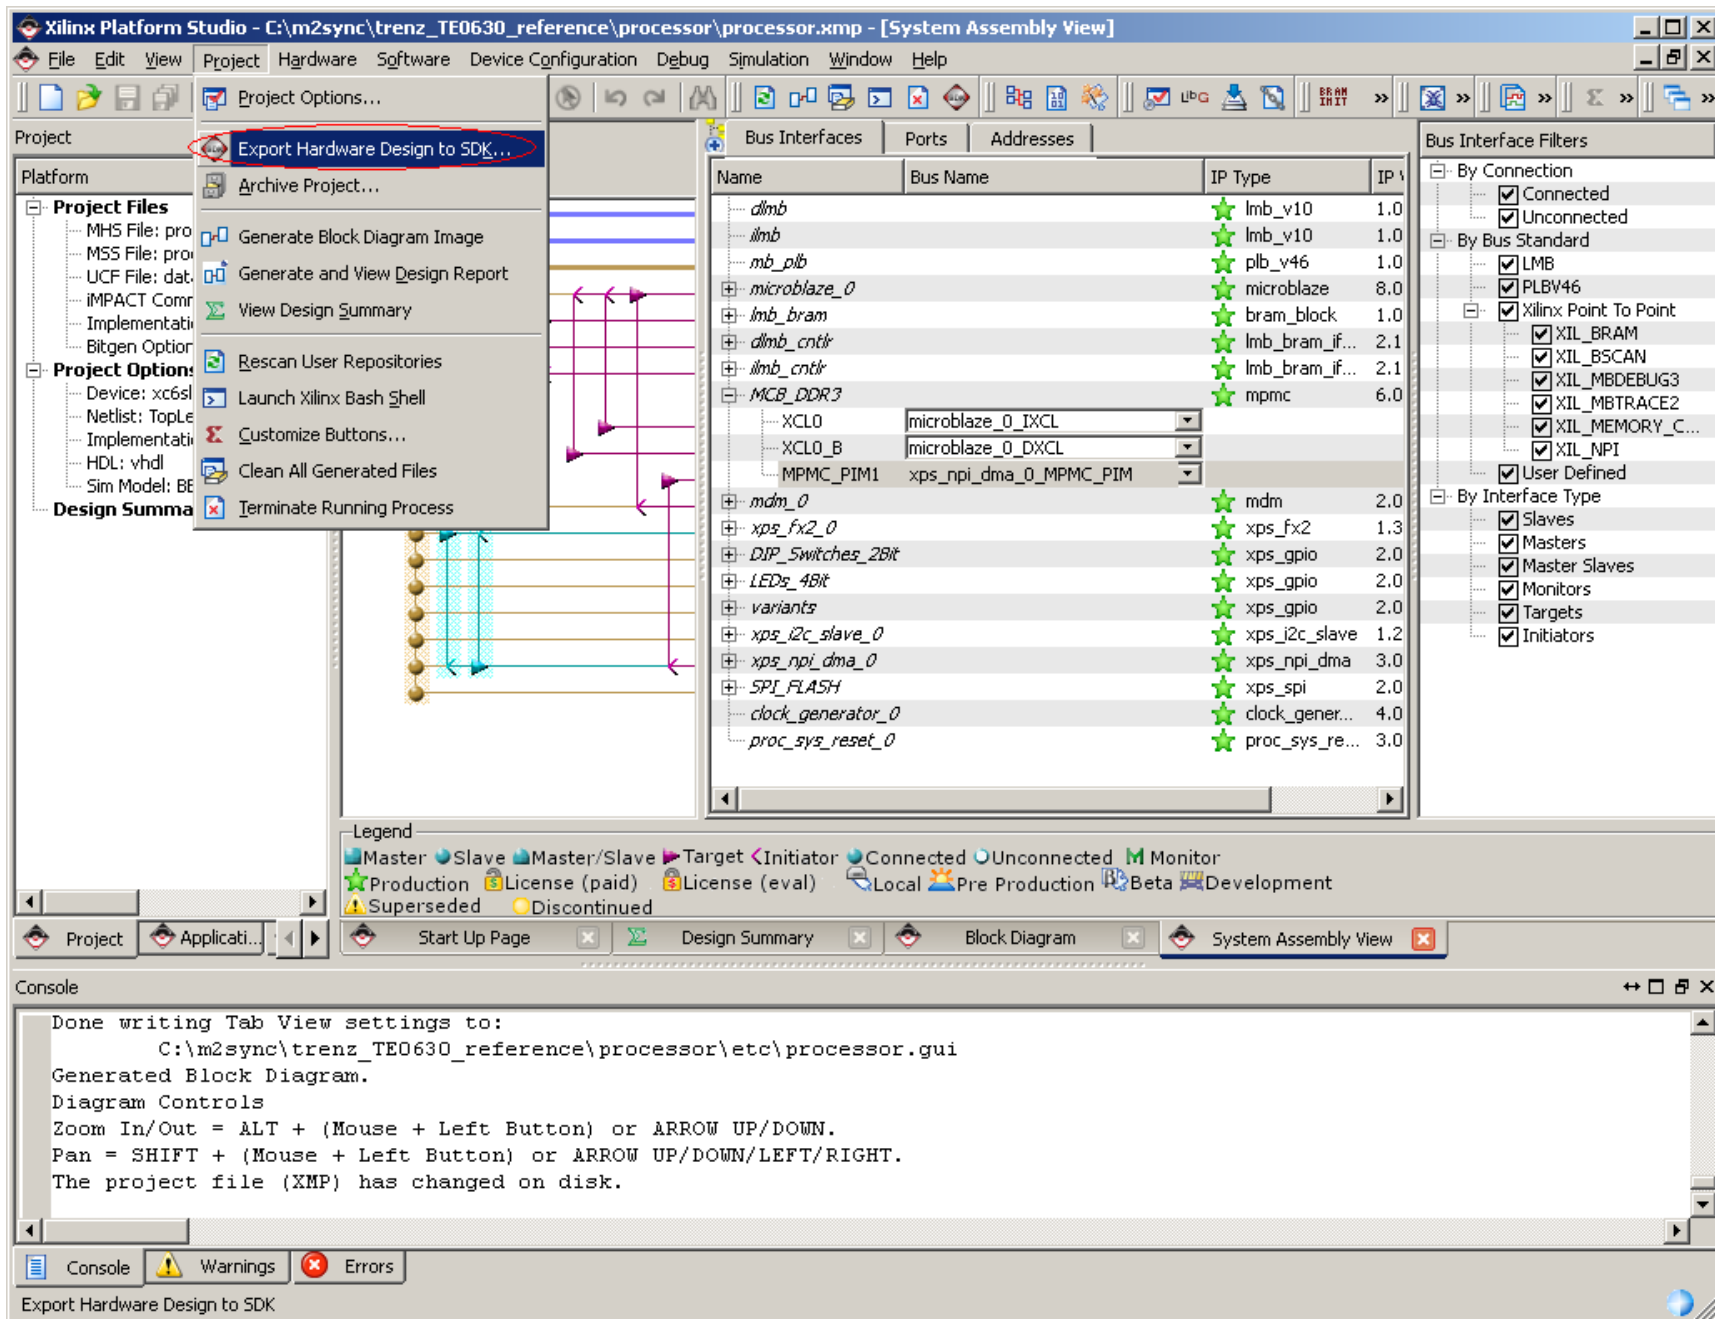 Xilinx Platform Studio - C:\m2sync\trenz_TE0630_reference\processor\processor.xmp - [System Assembly View]
File Edit View Project Hardware Software Device Configuration Debug Simulation Window Help
Project Options...
Export Hardware Design to SDK...
Archive Project...
Generate Block Diagram Image
Generate and View Design Report
View Design Summary
Rescan User Repositories
Launch Xilinx Bash Shell
Customize Buttons...
Clean All Generated Files
Terminate Running Process
Project
Platform
Project Files
MHS File: pro
MSS File: pro
UCF File: dat
iMPACT Com
Implementati
Bitgen Option
Project Options
Device: xc6sl
Netlist: TopLe
Implementati
HDL: vhdl
Sim Model: BE
Design Summa
Bus Interfaces Ports Addresses
Name Bus Name IP Type IP
dlmb lmb_v10 1.0
ilmb lmb_v10 1.0
mb_plb plb_v46 1.0
microblaze_0 microblaze 8.0
lmb_bram bram_block 1.0
dlmb_cntlr lmb_bram_if... 2.1
ilmb_cntlr lmb_bram_if... 2.1
MCB_DDR3 mpmc 6.0
XCL0 microblaze_0_IXCL
XCL0_B microblaze_0_DXCL
MPMC_PIM1 xps_npi_dma_0_MPMC_PIM
mdm_0 mdm 2.0
xps_fx2_0 xps_fx2 1.3
DIP_Switches_2Bit xps_gpio 2.0
LEDs_4Bit xps_gpio 2.0
variants xps_gpio 2.0
xps_i2c_slave_0 xps_i2c_slave 1.2
xps_npi_dma_0 xps_npi_dma 3.0
SPI_FLASH xps_spi 2.0
clock_generator_0 clock_gener... 4.0
proc_sys_reset_0 proc_sys_re... 3.0
Bus Interface Filters
By Connection
Connected
Unconnected
By Bus Standard
LMB
PLBV46
Xilinx Point To Point
XIL_BRAM
XIL_BSCAN
XIL_MBDEBUG3
XIL_MBTRACE2
XIL_MEMORY_C...
XIL_NPI
User Defined
By Interface Type
Slaves
Masters
Master Slaves
Monitors
Targets
Initiators
Legend
Master Slave Master/Slave Target Initiator Connected Unconnected M Monitor
Production License (paid) License (eval) Local Pre Production Beta Development
Superseded Discontinued
Project Applicati... Start Up Page Design Summary Block Diagram System Assembly View
Console
Done writing Tab View settings to:
C:\m2sync\trenz_TE0630_reference\processor\etc\processor.gui
Generated Block Diagram.
Diagram Controls
Zoom In/Out = ALT + (Mouse + Left Button) or ARROW UP/DOWN.
Pan = SHIFT + (Mouse + Left Button) or ARROW UP/DOWN/LEFT/RIGHT.
The project file (XMP) has changed on disk.
Console Warnings Errors
Export Hardware Design to SDK